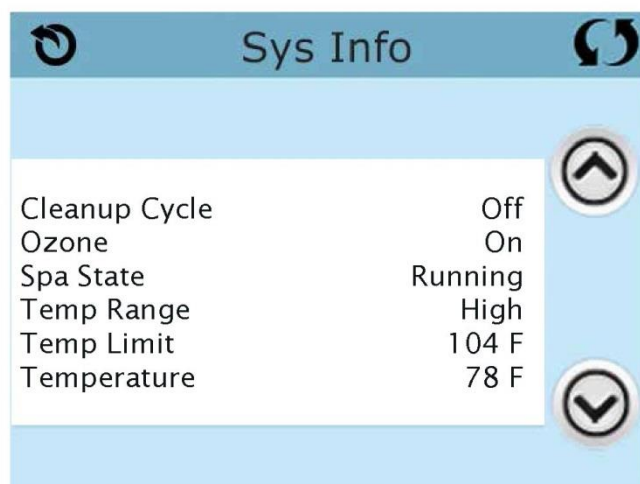 Sys Info
Cleanup Cycle Off
Ozone On
Spa State Running
Temp Range High
Temp Limit 104 F
Temperature 78 F